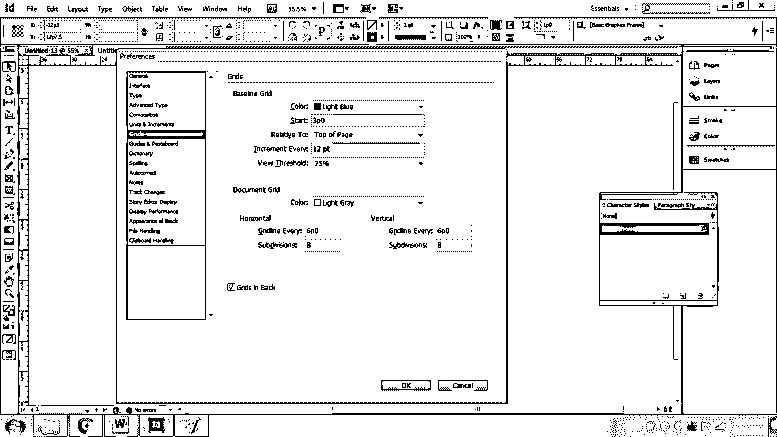 Id File Edit Layout Type Object Table View Window Help Essentials
[Basic Graphics Frame]
Untitled-13 @ 55%
Preferences
General
Interface
Type
Advanced Type
Composition
Units & Increments
Guides & Pasteboard
Dictionary
Spelling
Autocorrect
Notes
Track Changes
Story Editor Display
Display Performance
Appearance of Black
File Handling
Clipboard Handling
Grids
Baseline Grid
Color: Light Blue
Start: 3p0
Relative To: Top of Page
Increment Every: 12 pt
View Threshold: 75%
Document Grid
Color: Light Gray
Horizontal Vertical
Gridline Every: 6p0 Gridline Every: 6p0
Subdivisions: 8 Subdivisions: 8
Grids in Back
OK Cancel
Pages
Layers
Links
Stroke
Color
Swatches
Character Styles Paragraph Sty
No errors